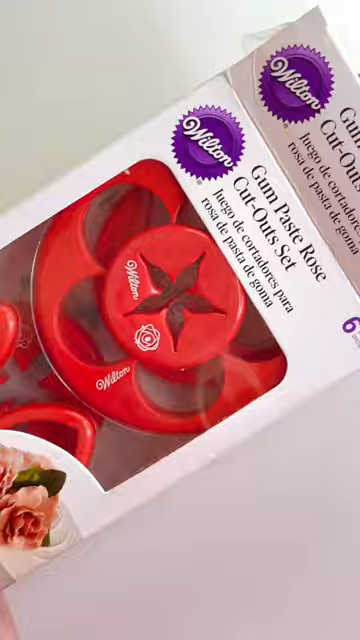 Wilton
Gum Paste Rose
Cut-Outs Set
Juego de cortadores para
rosa de pasta de goma
Wilton
Gum
Cut-Outs
Juego de cortadores
rosa de pasta de goma
6
Wilton
Wilton